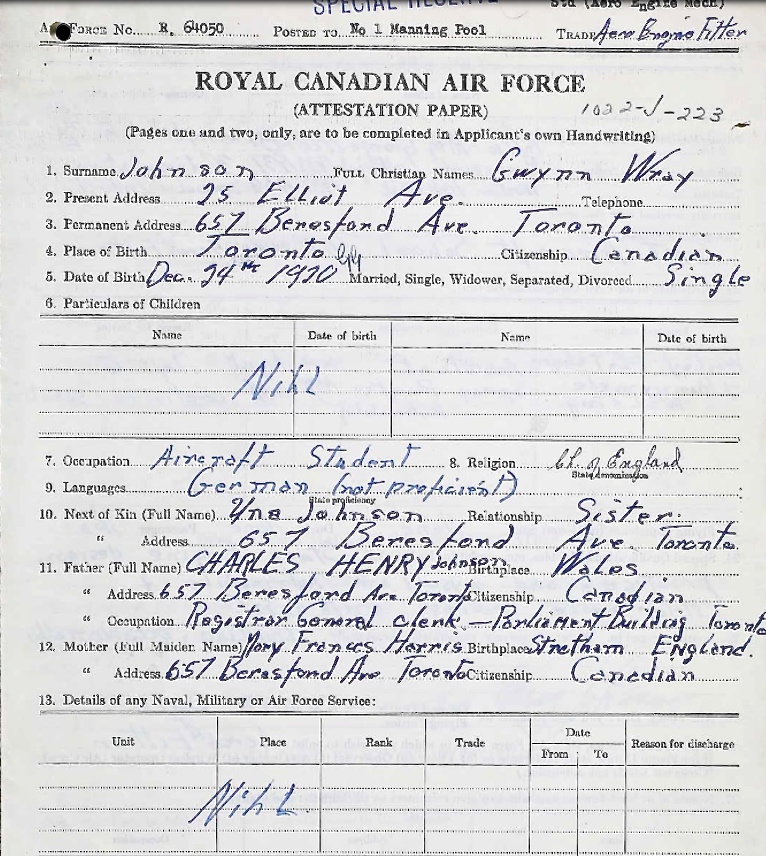 SPECIAL RESERVE
Std (Aero Engine Mech)
Air Force No. R. 64050 Posted to No 1 Manning Pool Trade Aero Engine Fitter
ROYAL CANADIAN AIR FORCE
(ATTESTATION PAPER) 1022-J-223
(Pages one and two, only, are to be completed in Applicant's own Handwriting)
1. Surname Johnson Full Christian Names Gwynn Wray
2. Present Address 25 Elliot Ave. Telephone
3. Permanent Address 657 Beresford Ave. Toronto
4. Place of Birth Toronto Citizenship Canadian
5. Date of Birth Dec. 24th 1920 Married, Single, Widower, Separated, Divorced Single
6. Particulars of Children
Name Date of birth Name Date of birth
Nihl
7. Occupation Aircraft Student 8. Religion Ch. of England
State denomination
9. Languages German (not proficient)
State proficiency
10. Next of Kin (Full Name) Yna Johnson Relationship Sister.
" Address 657 Beresford Ave Toronto.
11. Father (Full Name) CHARLES HENRY Johnson Birthplace Wales
" Address 657 Beresford Ave Toronto Citizenship Canadian
" Occupation Registrar General clerk - Parliament Building Toronto
12. Mother (Full Maiden Name) Mary Frances Harris Birthplace Stretham England.
" Address 657 Beresford Ave Toronto Citizenship Canadian
13. Details of any Naval, Military or Air Force Service:
Unit Place Rank Trade Date Reason for discharge
From To
NihL